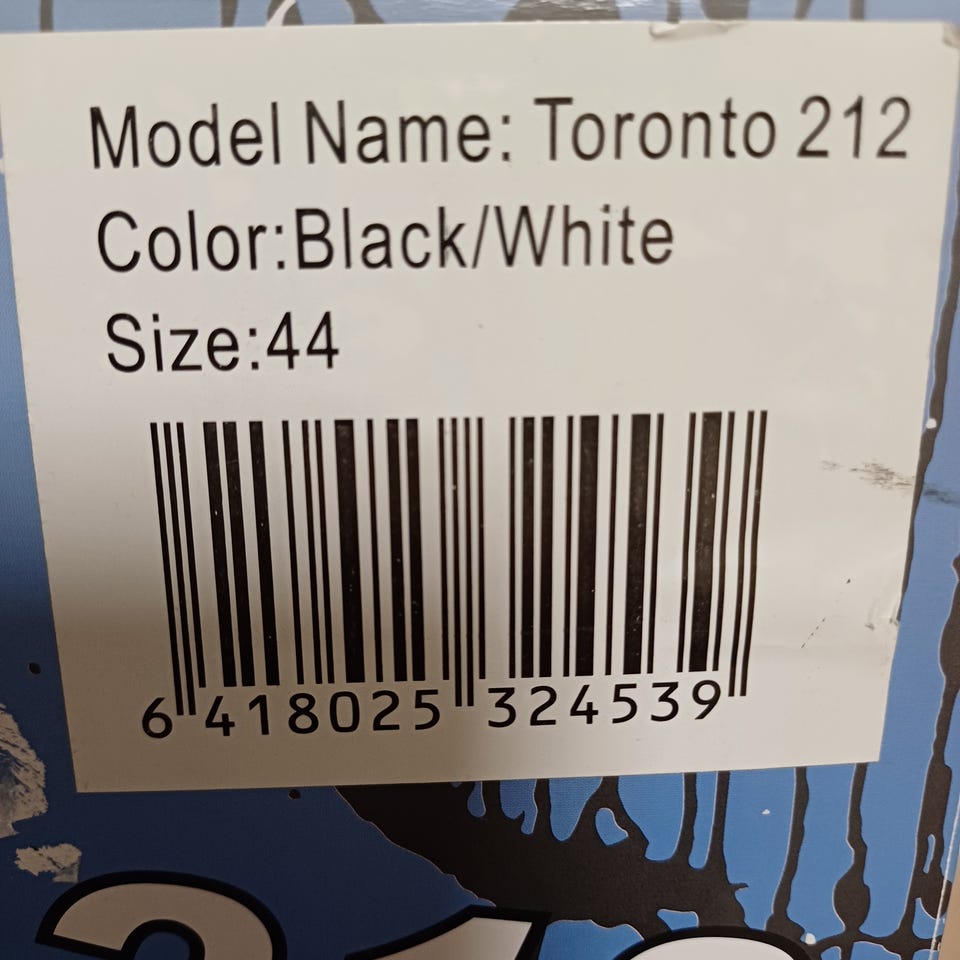 Model Name: Toronto 212
Color:Black/White
Size:44
6 418025 324539